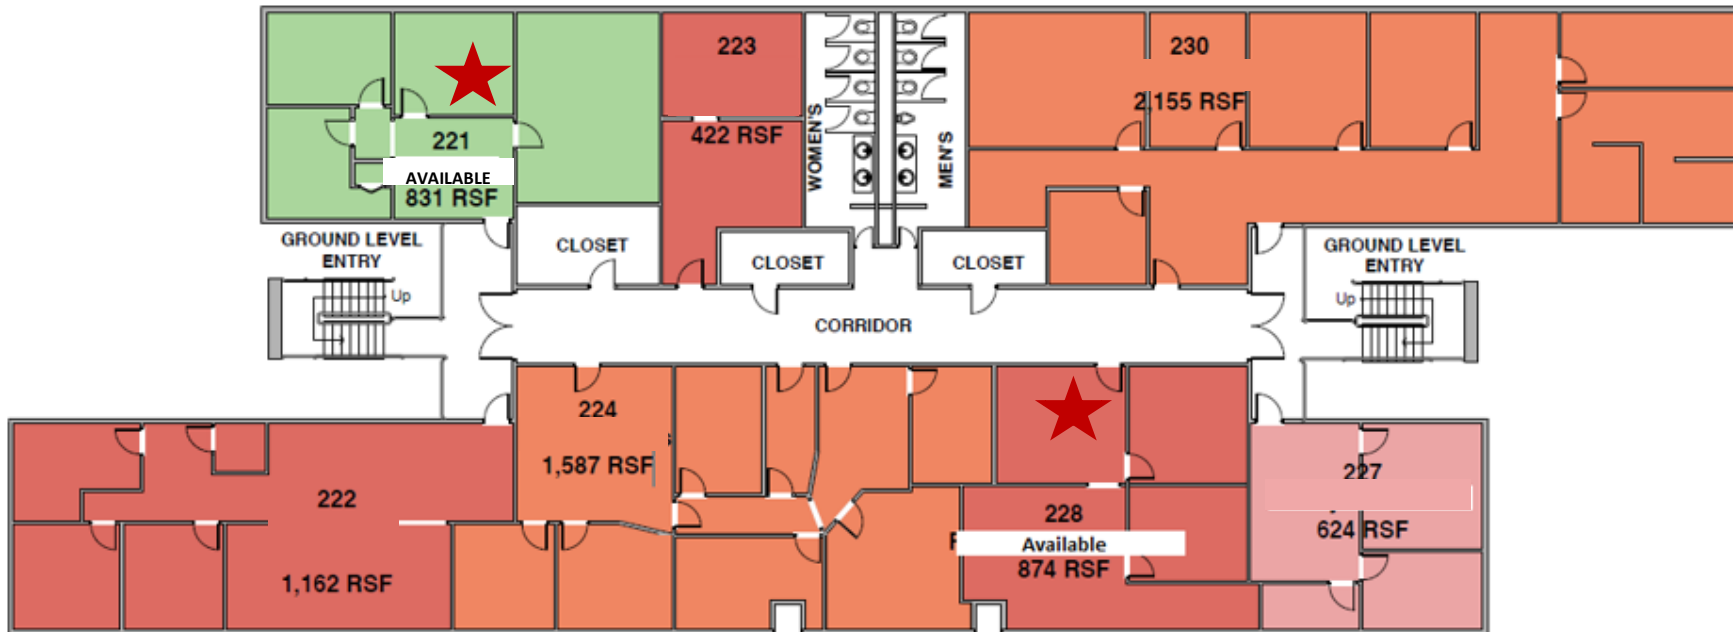 223
230
2,155 RSF
422 RSF
221
AVAILABLE
831 RSF
WOMEN'S
MEN'S
GROUND LEVEL
ENTRY
Up
CLOSET
CLOSET
CLOSET
GROUND LEVEL
ENTRY
Up
CORRIDOR
224
1,587 RSF
222
1,162 RSF
228
Available
874 RSF
227
624 RSF